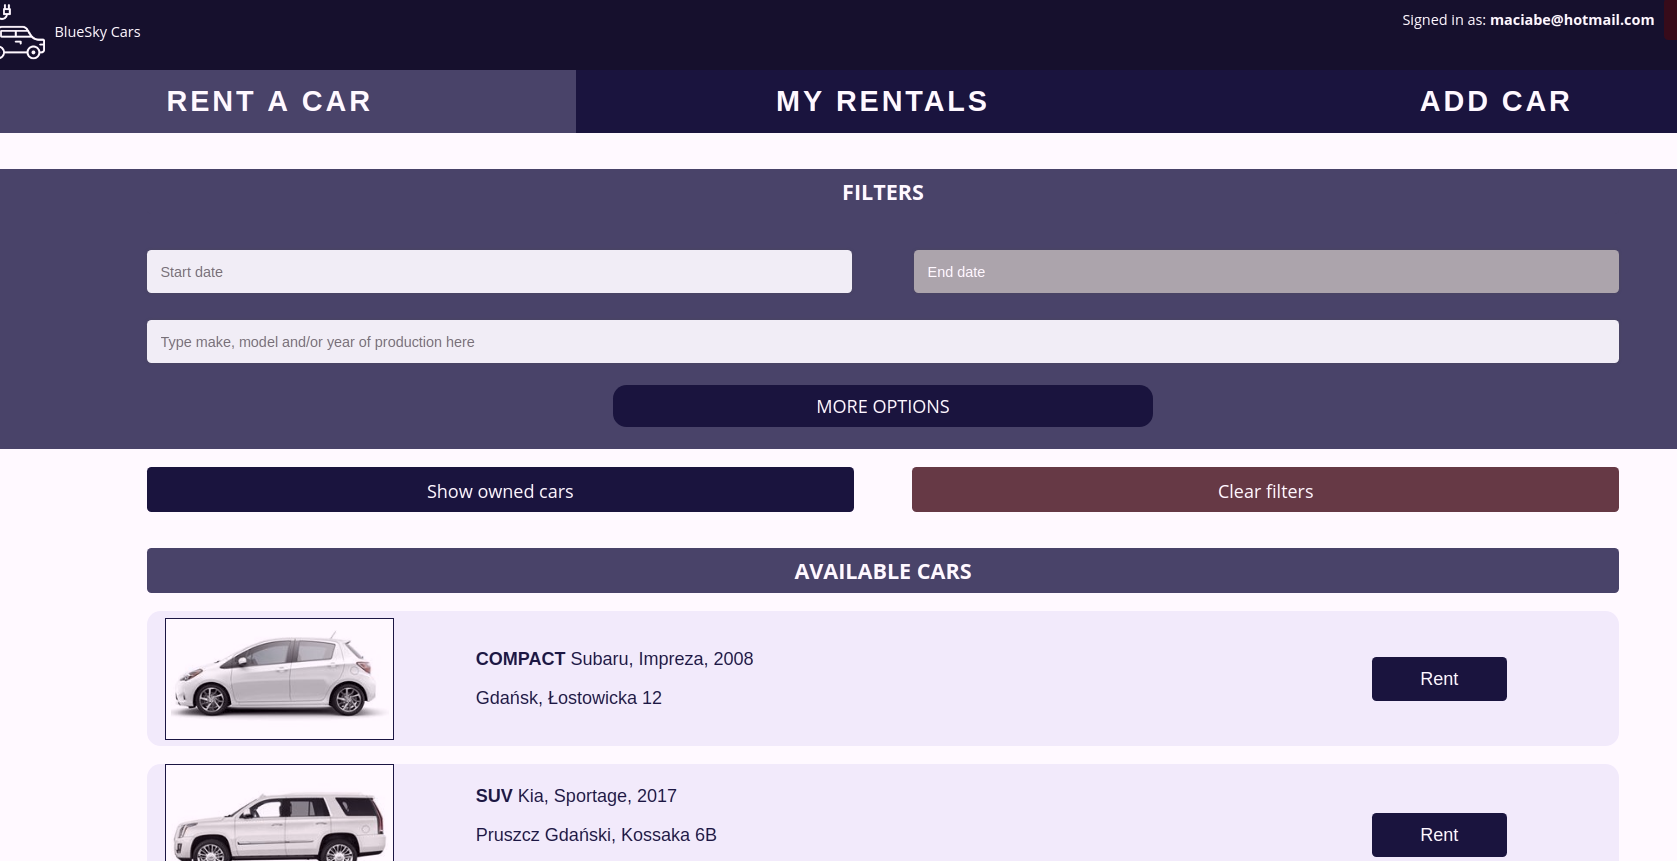 BlueSky Cars
Signed in as: maciabe@hotmail.com
RENT A CAR
MY RENTALS
ADD CAR
FILTERS
Start date
End date
Type make, model and/or year of production here
MORE OPTIONS
Show owned cars
Clear filters
AVAILABLE CARS
COMPACT Subaru, Impreza, 2008
Gdańsk, Łostowicka 12
Rent
SUV Kia, Sportage, 2017
Pruszcz Gdański, Kossaka 6B
Rent